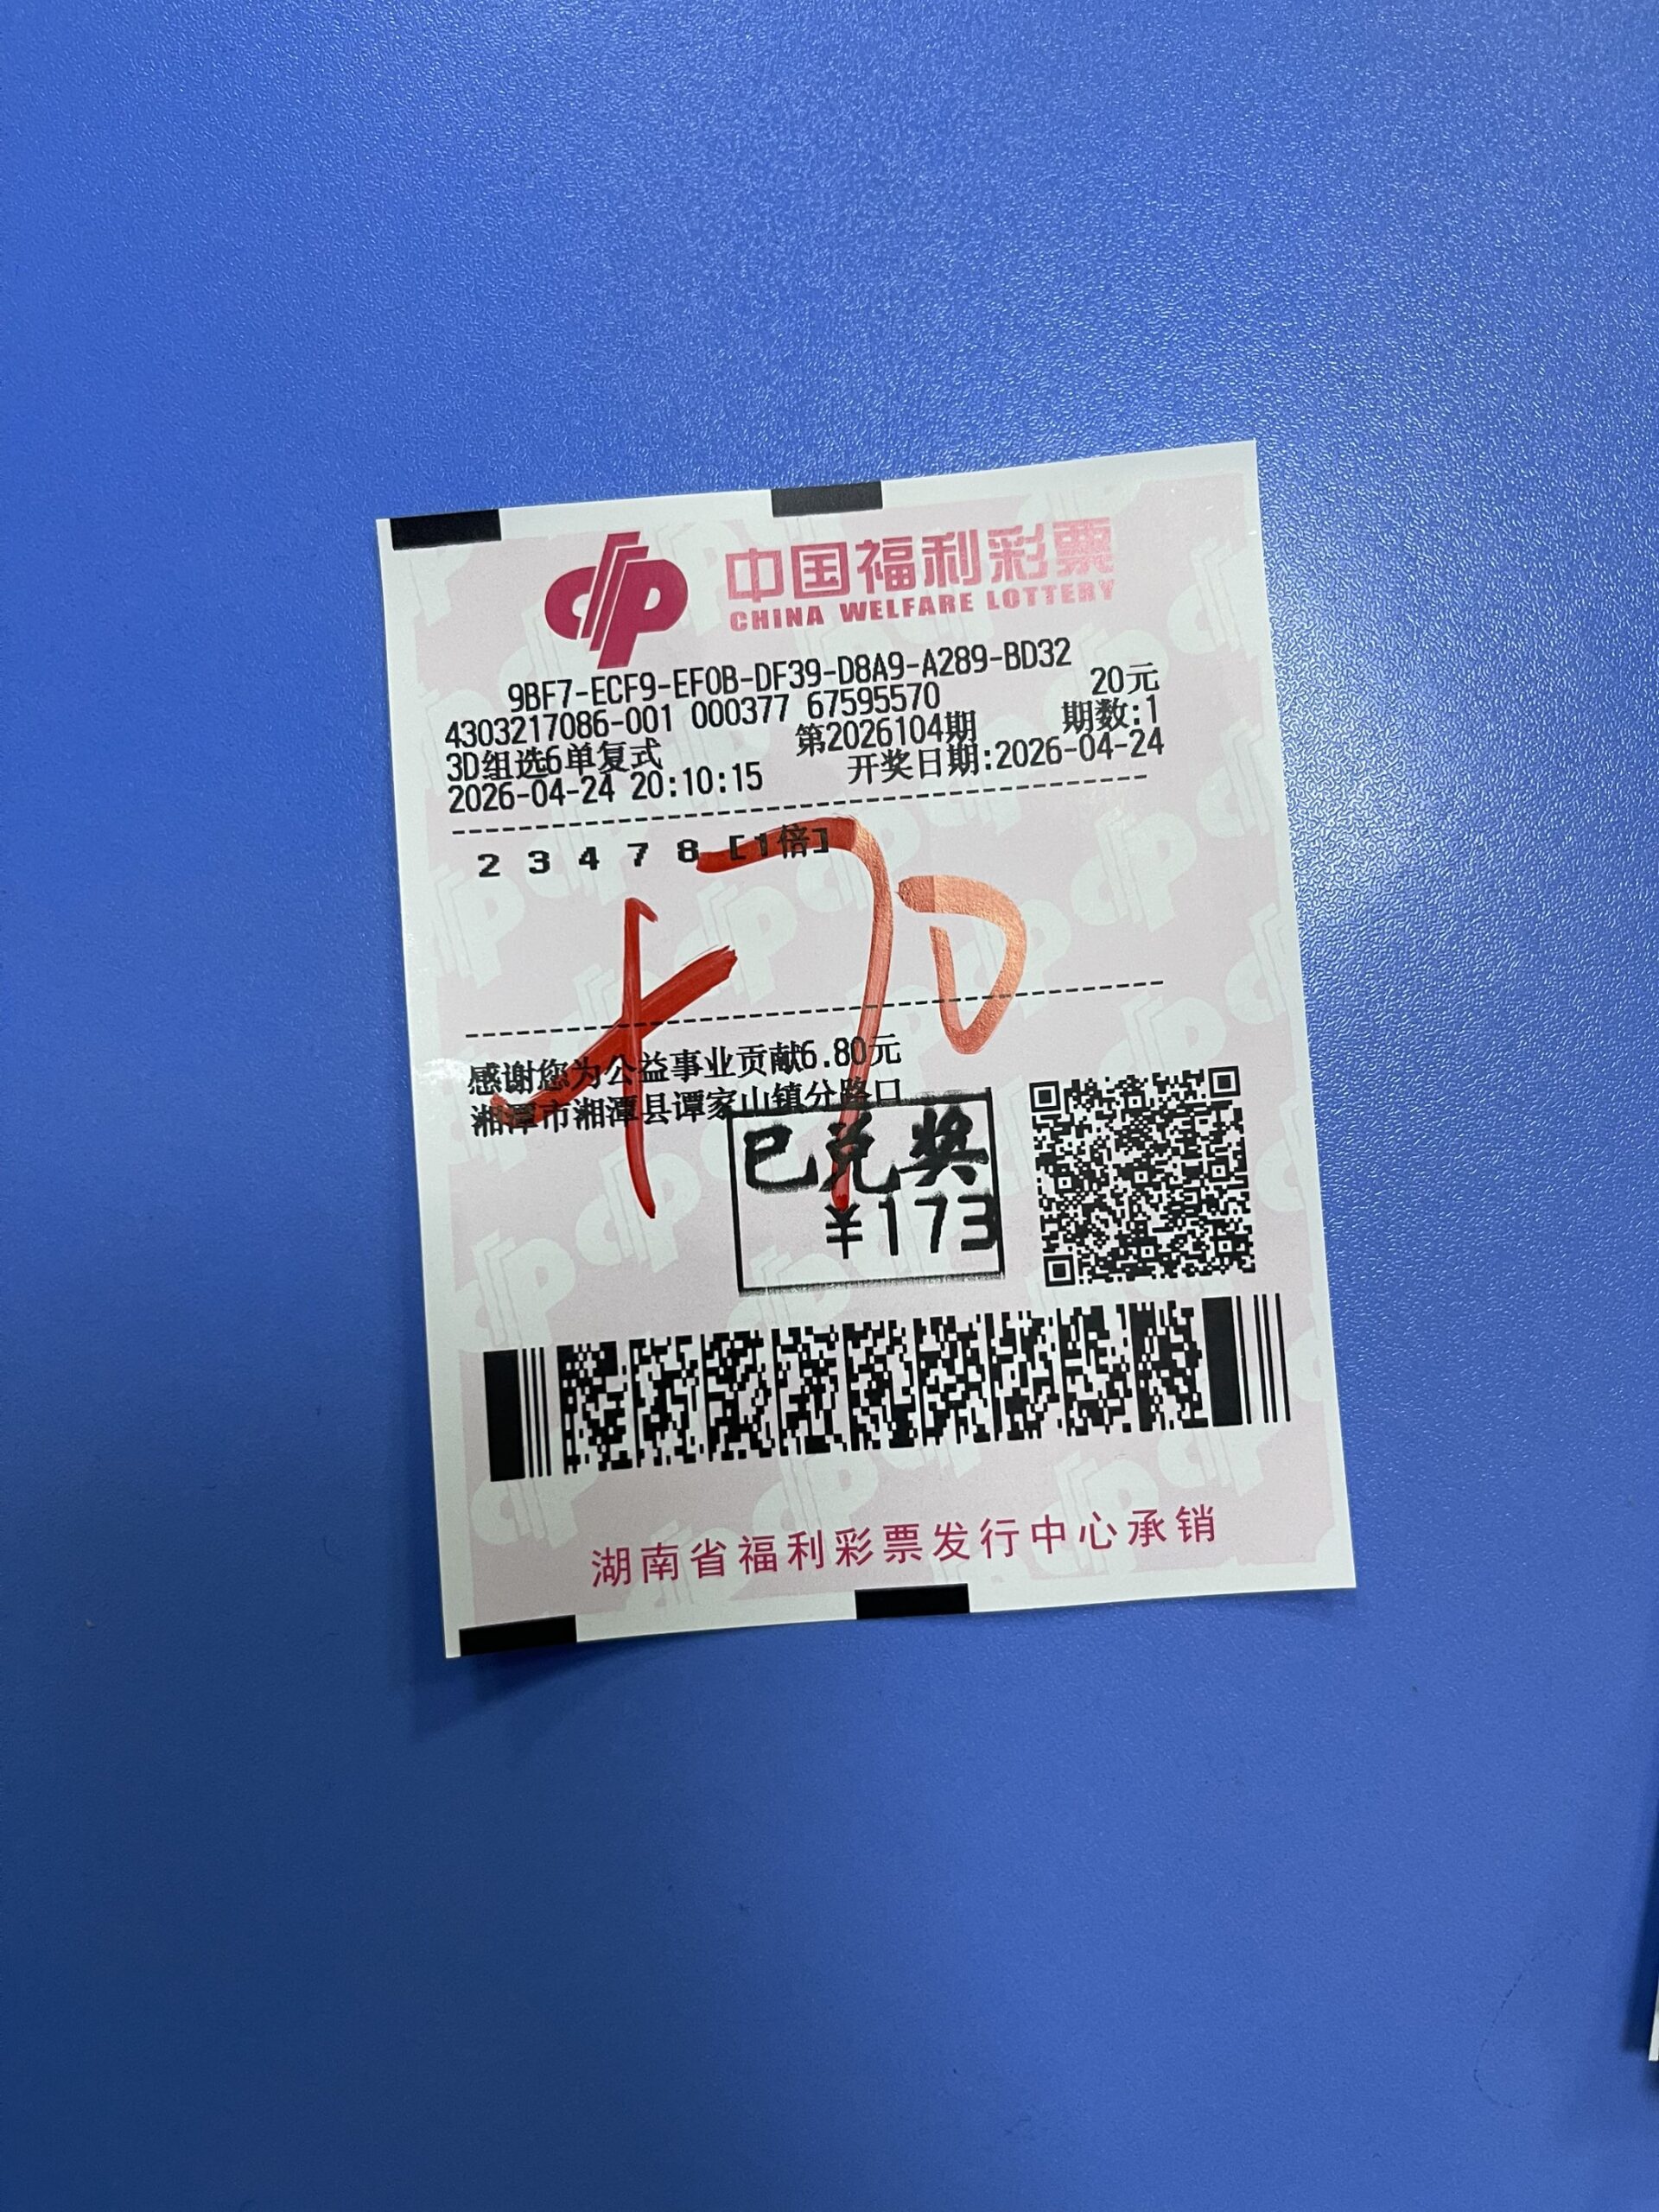 中国福利彩票
CHINA WELFARE LOTTERY
9BF7-ECF9-EF0B-DF39-D8A9-A289-BD32
4303217086-001 000377 67595570 20元
3D组选6单复式 第2026104期 期数:1
2026-04-24 20:10:15 开奖日期:2026-04-24
2 3 4 7 8 [1倍]
感谢您为公益事业贡献6.80元
湘潭市湘潭县谭家山镇分路口
已兑奖
¥173
湖南省福利彩票发行中心承销